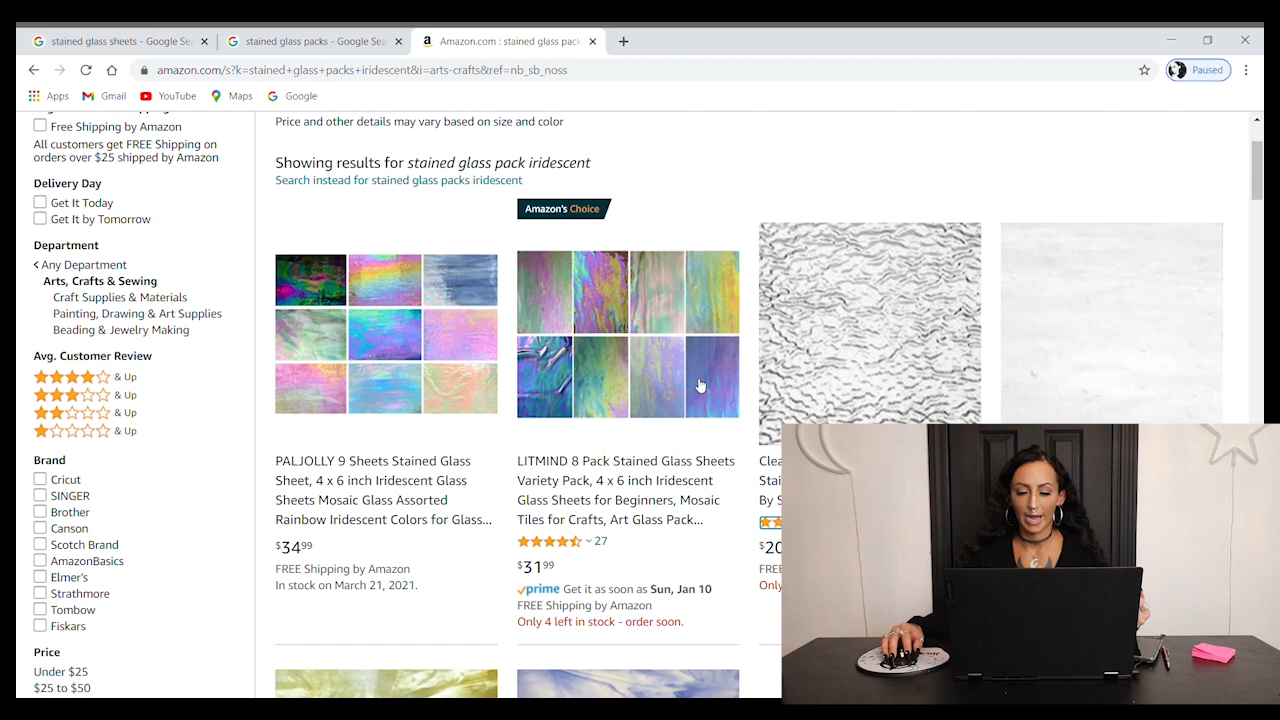 stained glass sheets - Google Se
stained glass packs - Google Sea
Amazon.com : stained glass pack
amazon.com/s?k=stained+glass+packs+iridescent&i=arts-crafts&ref=nb_sb_noss
Paused
Apps
Gmail
YouTube
Maps
Google
Free Shipping by Amazon
All customers get FREE Shipping on
orders over $25 shipped by Amazon
Delivery Day
Get It Today
Get It by Tomorrow
Department
Any Department
Arts, Crafts & Sewing
Craft Supplies & Materials
Painting, Drawing & Art Supplies
Beading & Jewelry Making
Avg. Customer Review
& Up
& Up
& Up
& Up
Brand
Cricut
SINGER
Brother
Canson
Scotch Brand
AmazonBasics
Elmer's
Strathmore
Tombow
Fiskars
Price
Under $25
$25 to $50
Price and other details may vary based on size and color
Showing results for stained glass pack iridescent
Search instead for stained glass packs iridescent
Amazon's Choice
PALJOLLY 9 Sheets Stained Glass
Sheet, 4 x 6 inch Iridescent Glass
Sheets Mosaic Glass Assorted
Rainbow Iridescent Colors for Glass...
$34.99
FREE Shipping by Amazon
In stock on March 21, 2021.
LITMIND 8 Pack Stained Glass Sheets
Variety Pack, 4 x 6 inch Iridescent
Glass Sheets for Beginners, Mosaic
Tiles for Crafts, Art Glass Pack...
27
$31.99
prime Get it as soon as Sun, Jan 10
FREE Shipping by Amazon
Only 4 left in stock - order soon.
Clea
Stai
By S
$20
FREE
Only